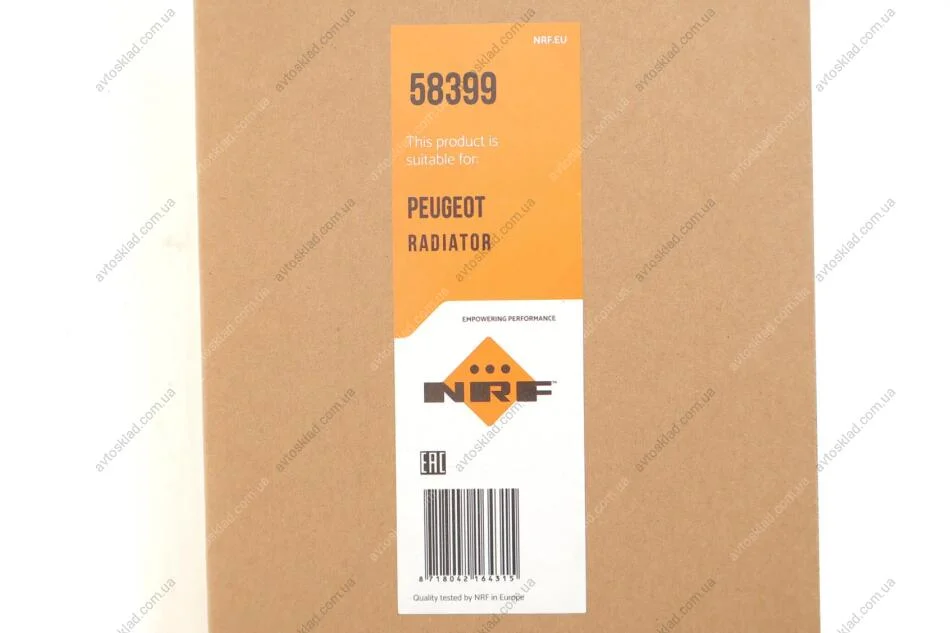 NRF.EU
58399
This product is
suitable for:
PEUGEOT
RADIATOR
EMPOWERING PERFORMANCE
NRF™
EAC
8 718042 164315
Quality tested by NRF in Europe
avtosklad.com.ua